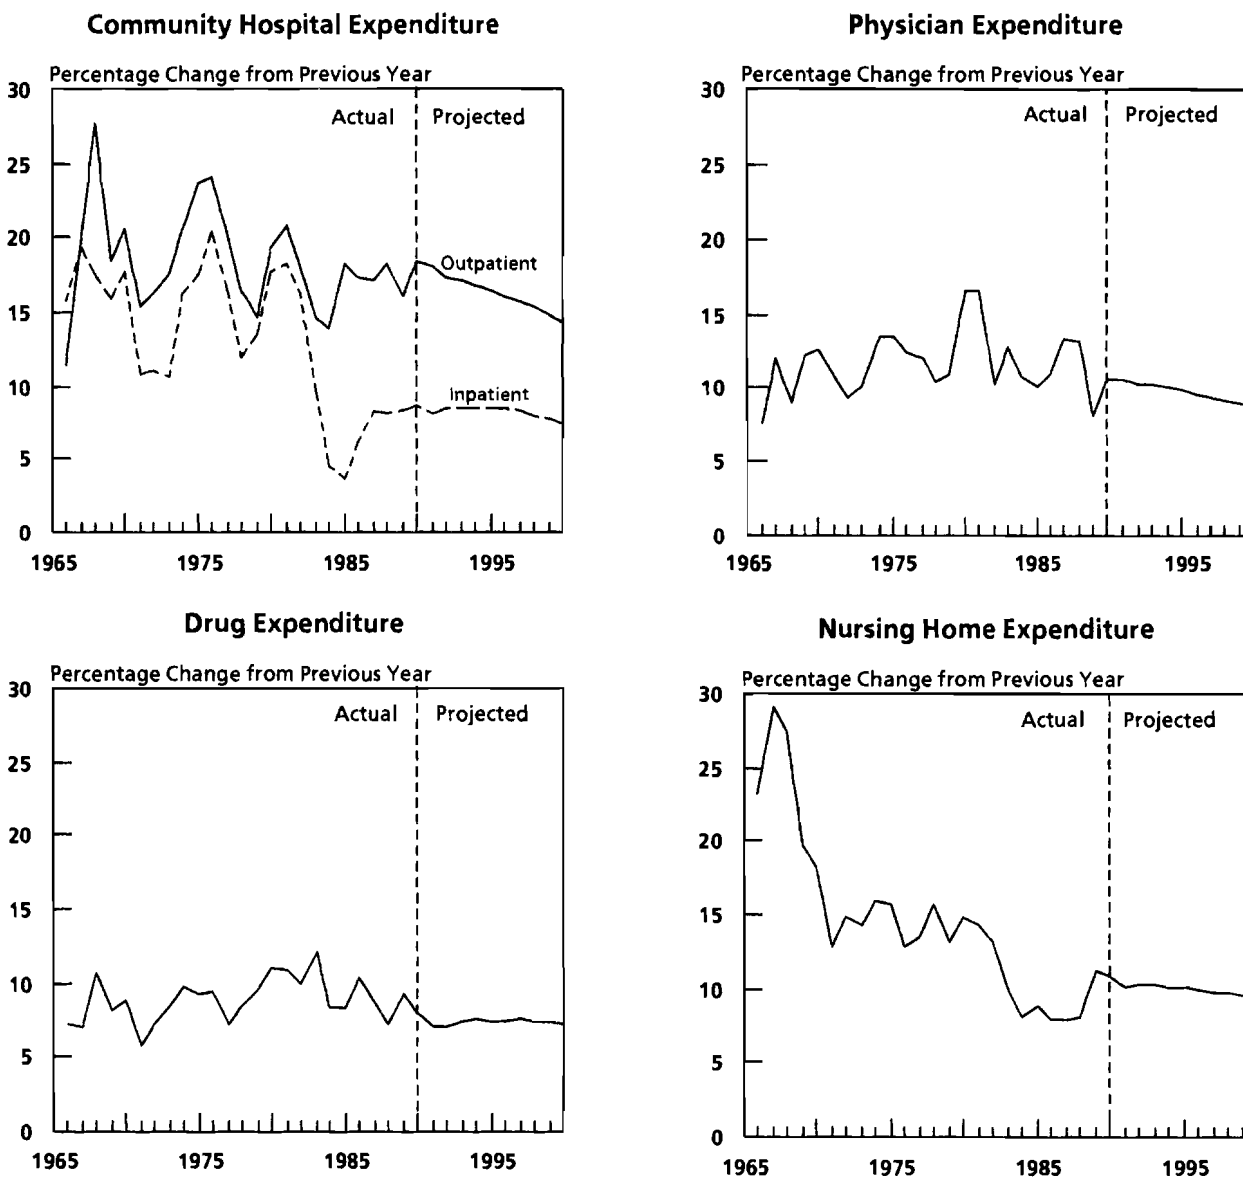 Community Hospital Expenditure
Percentage Change from Previous Year
30
Actual
Projected
25
20
Outpatient
15
10
Inpatient
5
0
1965
1975
1985
1995
Physician Expenditure
Percentage Change from Previous Year
30
Actual
Projected
25
20
15
10
5
0
1965
1975
1985
1995
Drug Expenditure
Percentage Change from Previous Year
30
Actual
Projected
25
20
15
10
5
0
1965
1975
1985
1995
Nursing Home Expenditure
Percentage Change from Previous Year
30
Actual
Projected
25
20
15
10
5
0
1965
1975
1985
1995